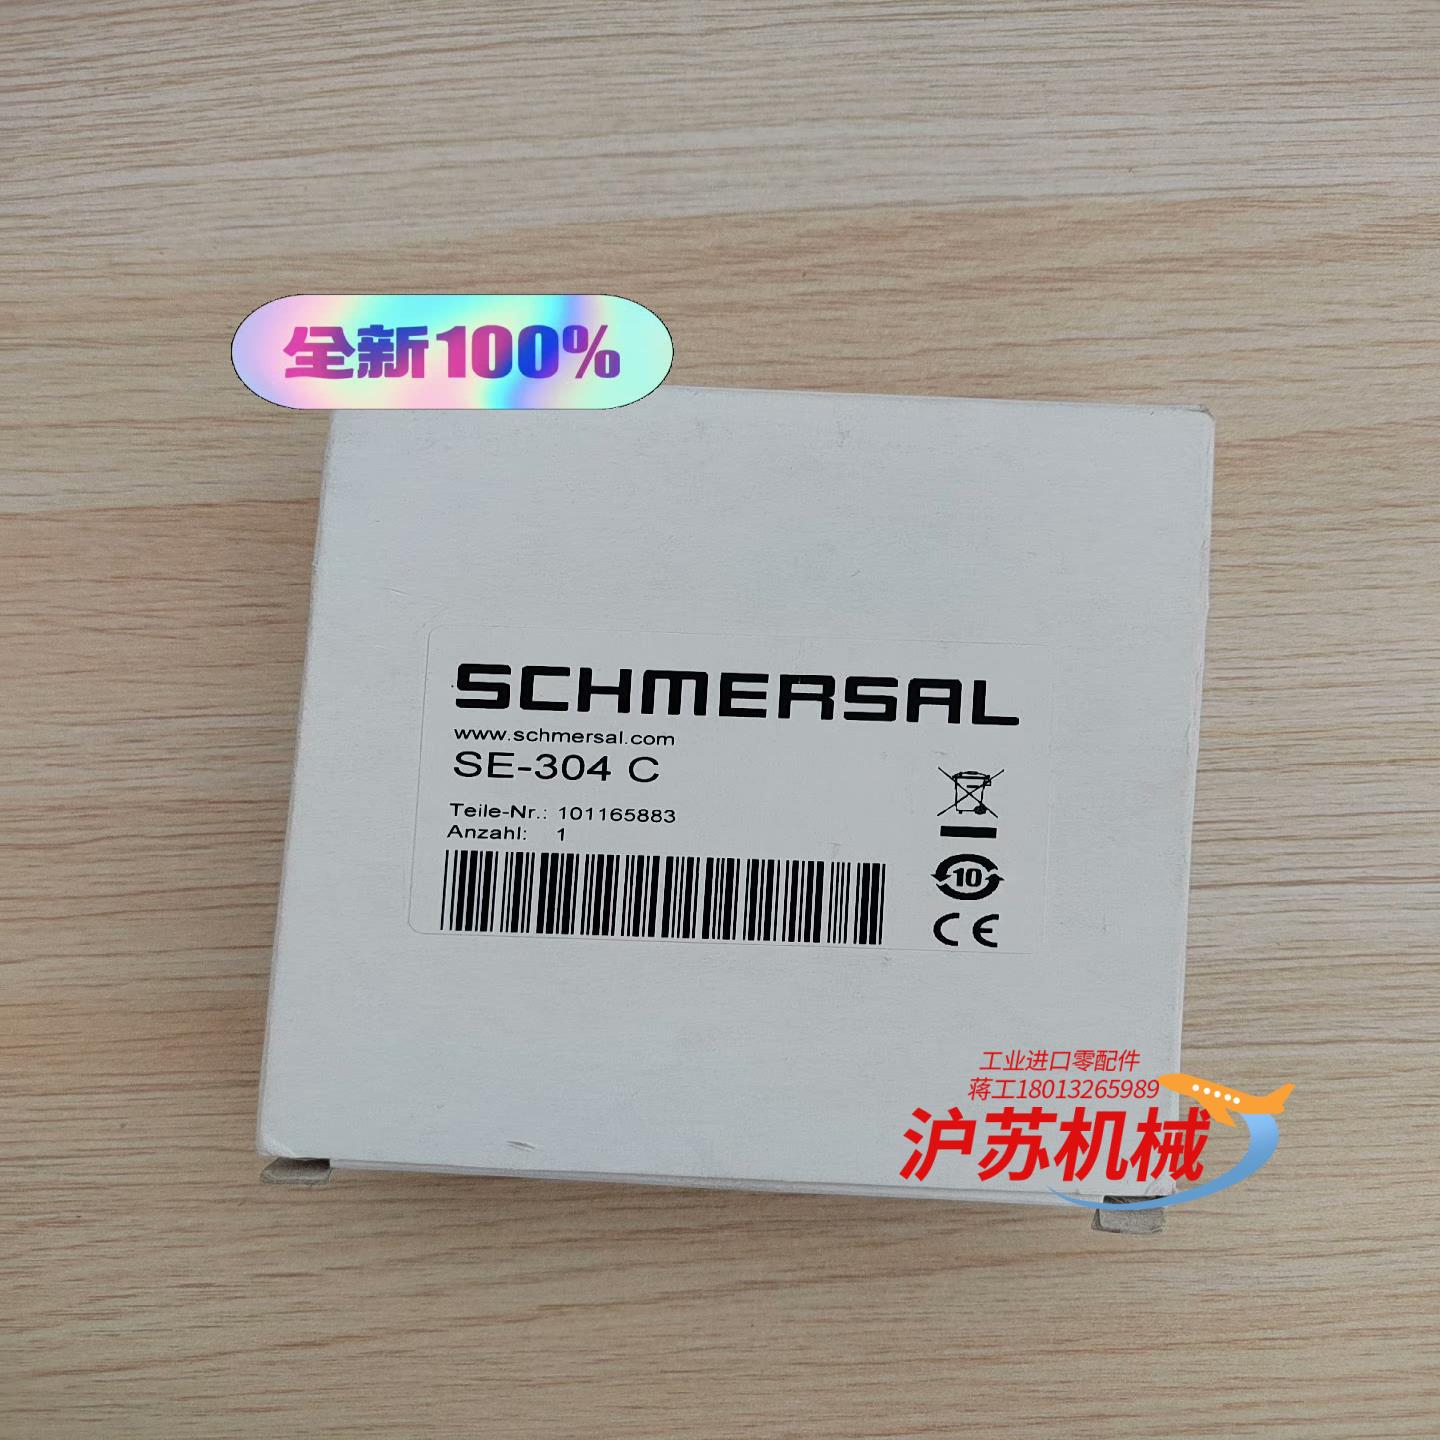 全新100%
SCHMERSAL
www.schmersal.com
SE-304 C
Teile-Nr.: 101165883
Anzahl: 1
10
CE
工业进口零配件
蒋工18013265989
沪苏机械